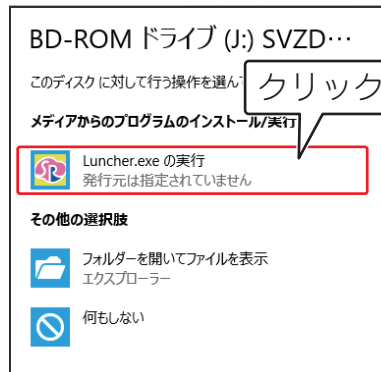 BD-ROM ドライブ (J:) SVZD…
このディスク に対して行う操作を選ん
クリック
メディアからのプログラムのインストール/実行
Luncher.exe の実行
発行元は指定されていません
その他の選択肢
フォルダーを開いてファイルを表示
エクスプローラー
何もしない